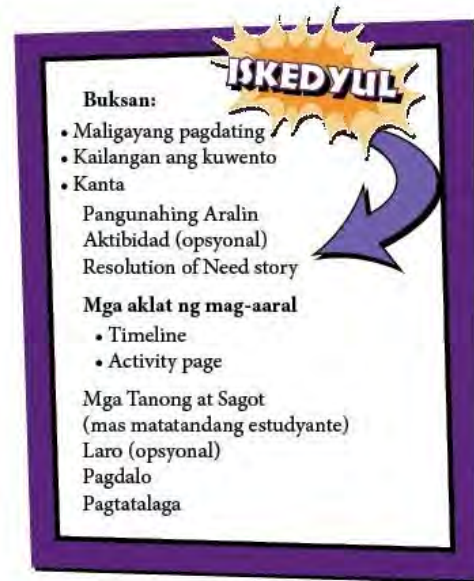 ISKEDYUL
Buksan:
• Maligayang pagdating
• Kailangan ang kuwento
• Kanta
Pangunahing Aralin
Aktibidad (opsyonal)
Resolution of Need story
Mga aklat ng mag-aaral
• Timeline
• Activity page
Mga Tanong at Sagot
(mas matatandang estudyante)
Laro (opsyonal)
Pagdalo
Pagtatalaga